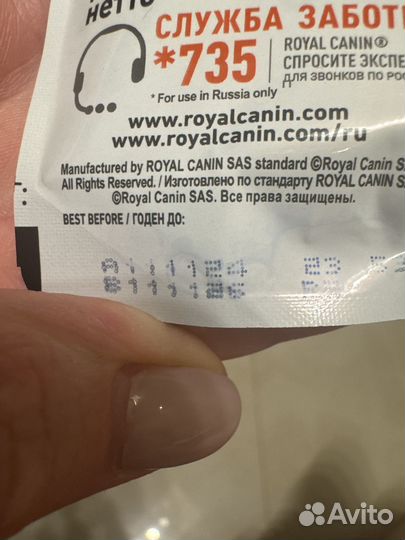 нетто
СЛУЖБА ЗАБОТ
*735
ROYAL CANIN®
СПРОСИТЕ ЭКСПЕ
для звонков по Рос
* For use in Russia only
www.royalcanin.com
www.royalcanin.com/ru
Manufactured by ROYAL CANIN SAS standard ©Royal Canin S
All Rights Reserved. / Изготовлено по стандарту ROYAL CANIN S
©Royal Canin SAS. Все права защищены.
BEST BEFORE / ГОДЕН ДО:
23
Avito